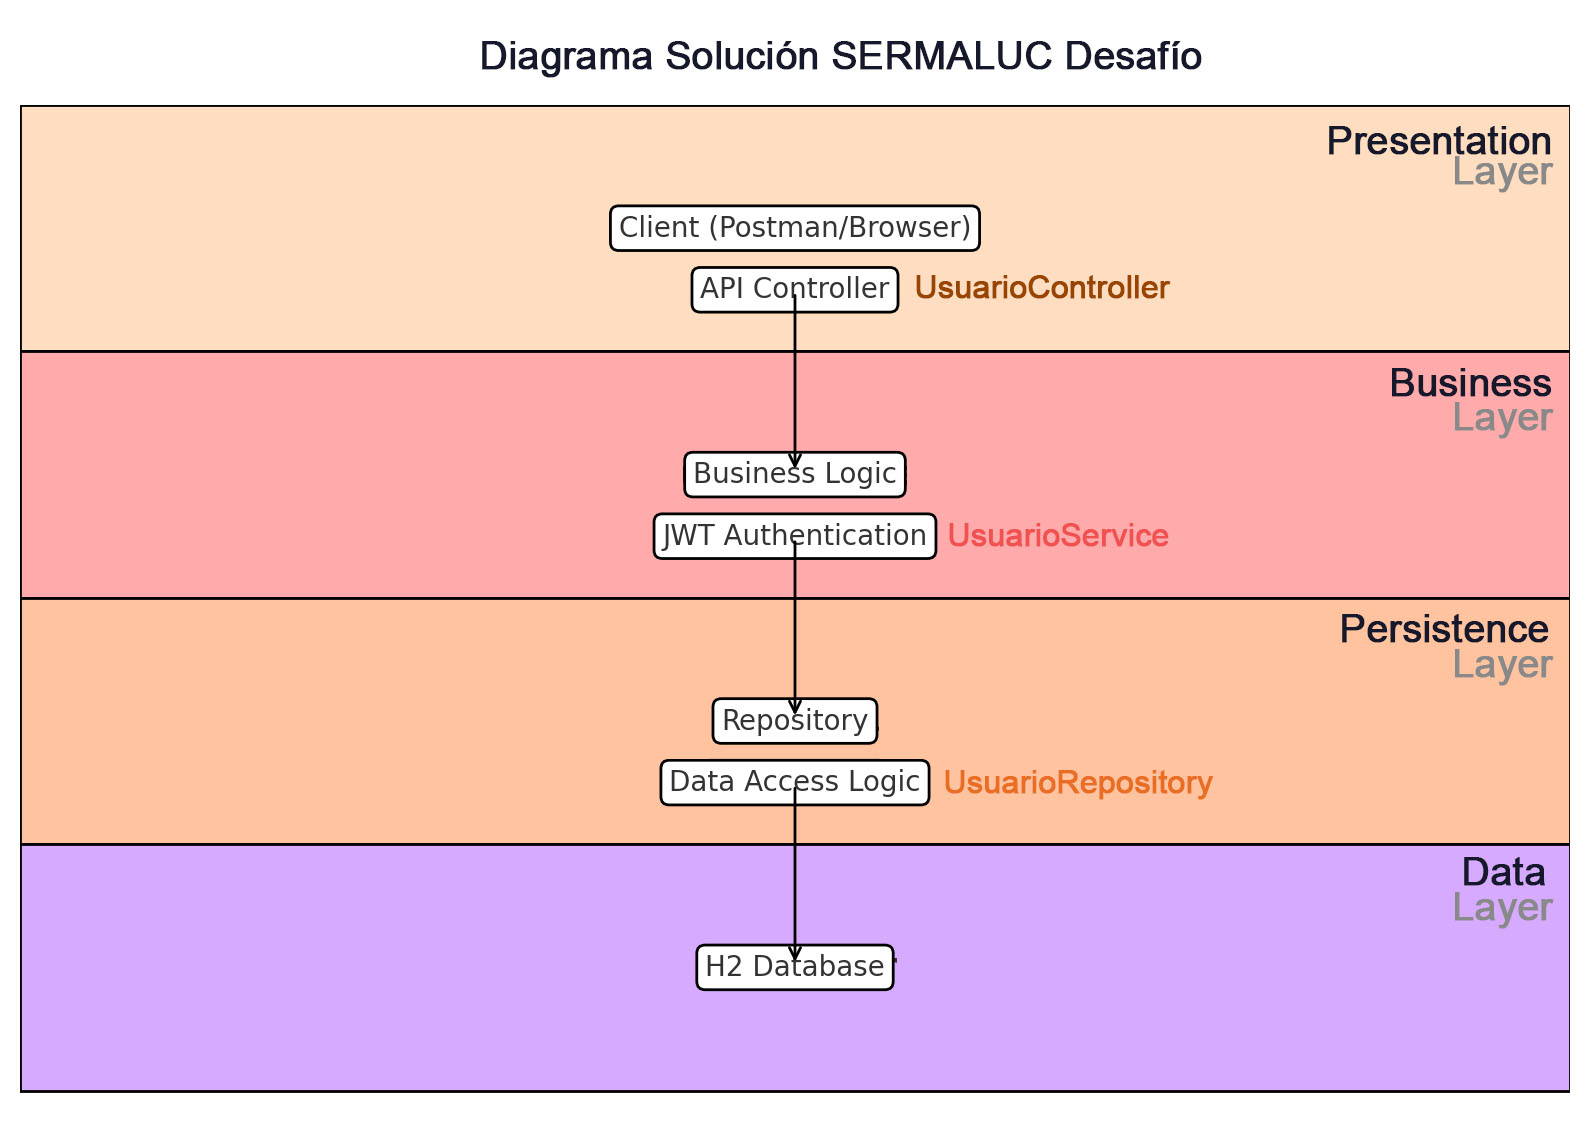 Diagrama Solución SERMALUC Desafío
Presentation
Layer
Client (Postman/Browser)
API Controller UsuarioController
Business
Layer
Business Logic
JWT Authentication UsuarioService
Persistence
Layer
Repository
Data Access Logic UsuarioRepository
Data
Layer
H2 Database